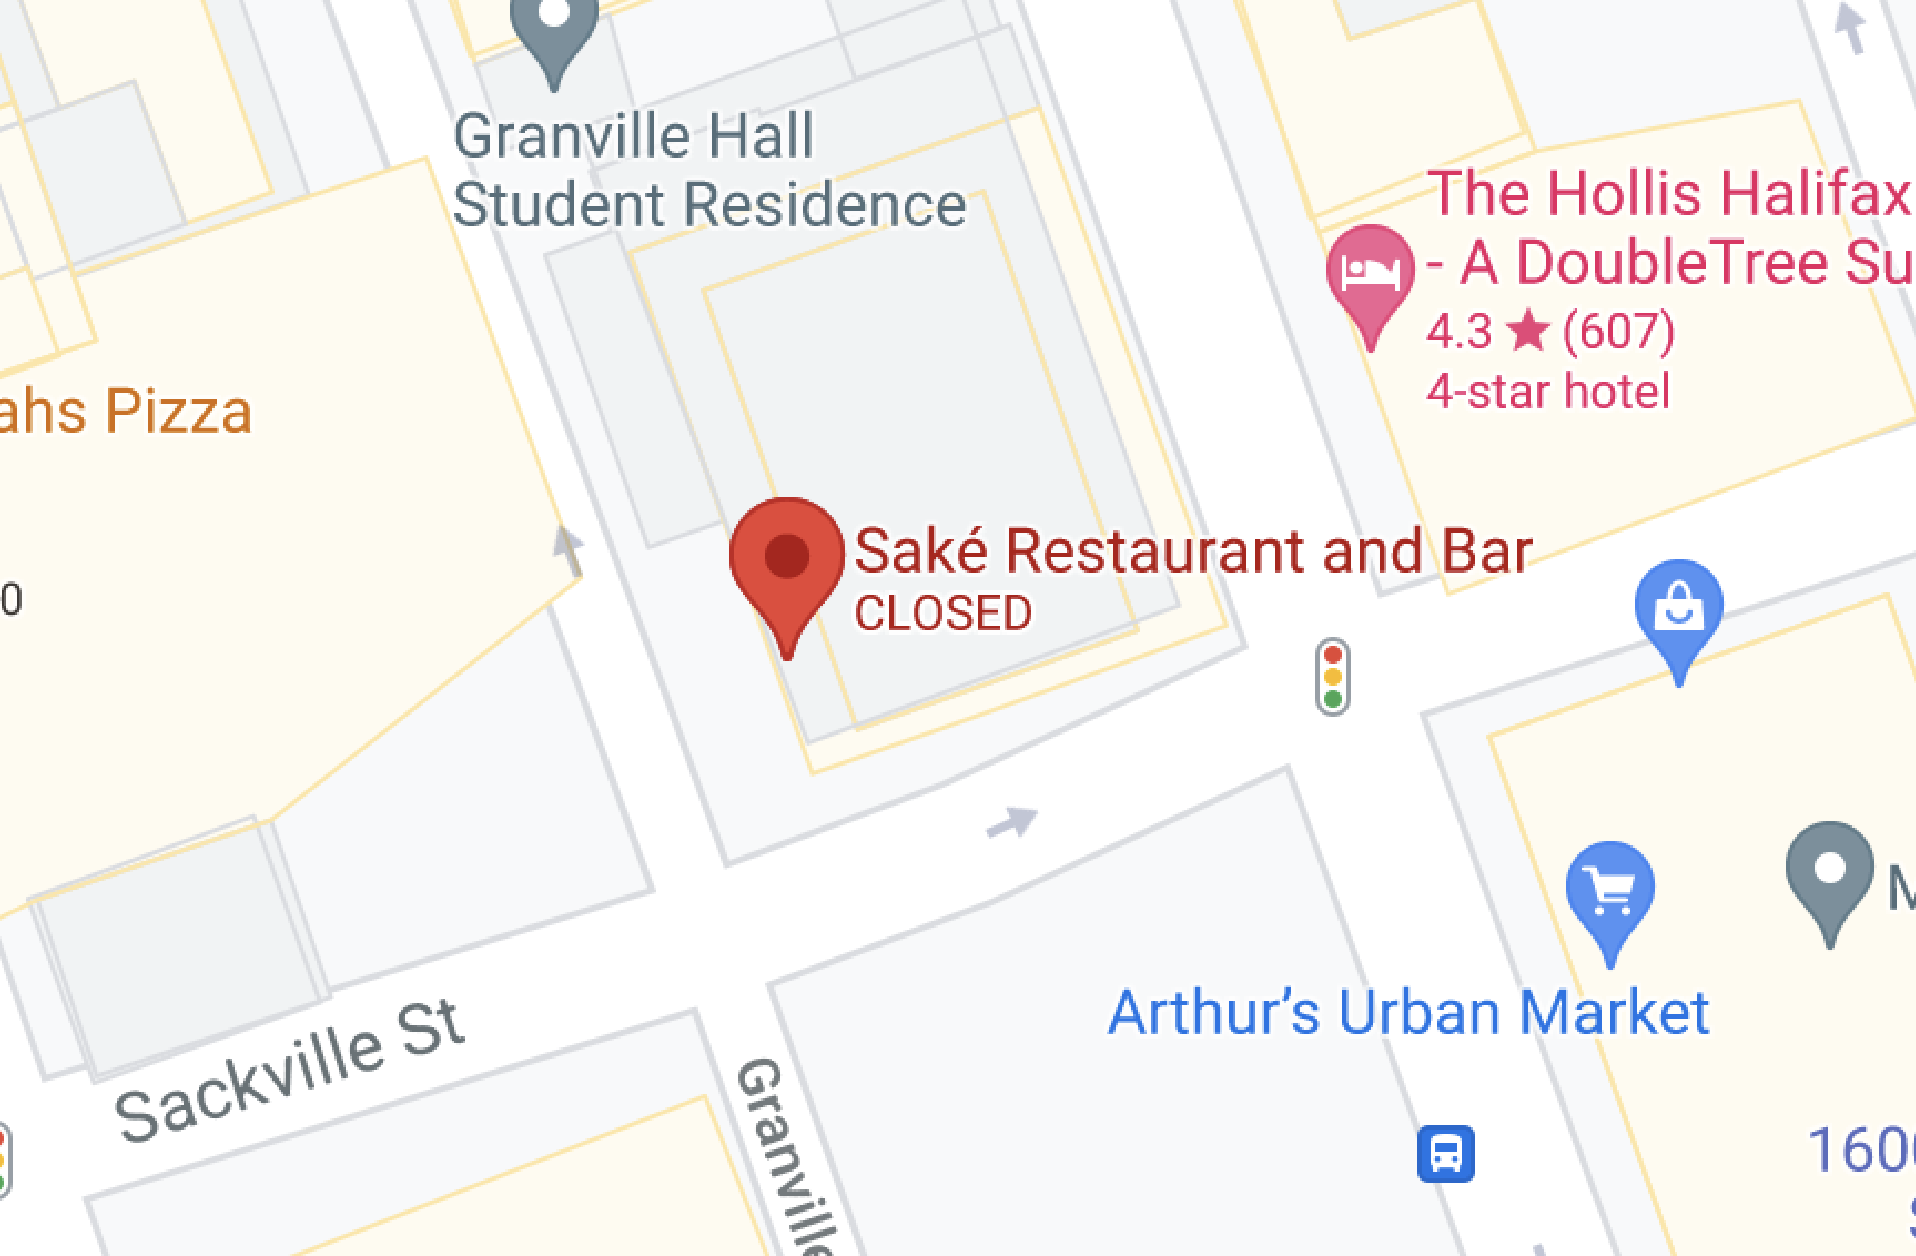 Granville Hall
Student Residence
The Hollis Halifax
- A DoubleTree Su
4.3 ★ (607)
4-star hotel
ahs Pizza
Saké Restaurant and Bar
CLOSED
0
M
Arthur's Urban Market
Sackville St
Granville
160